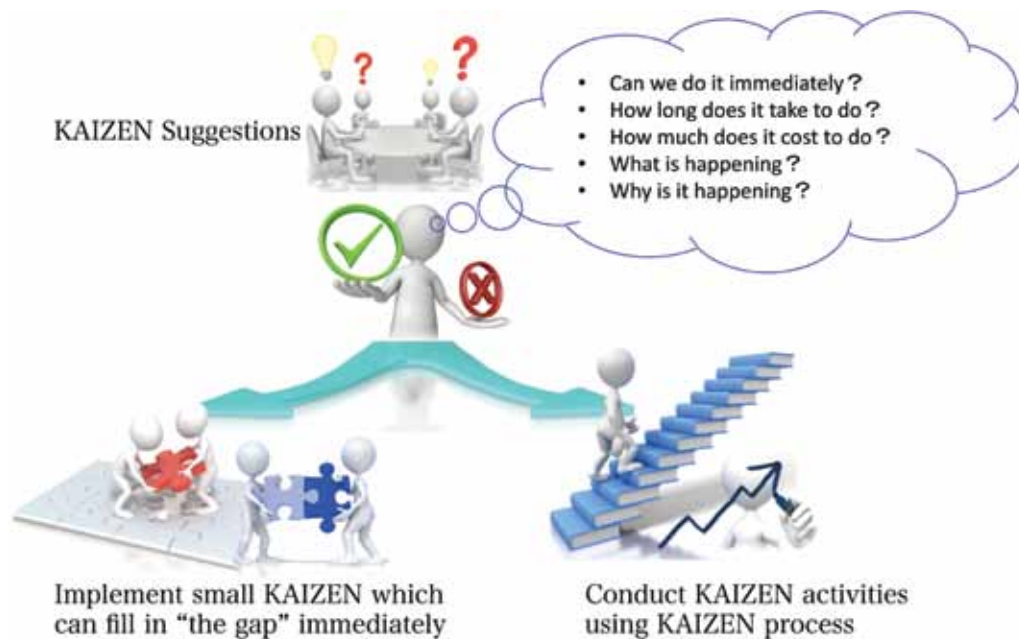 KAIZEN Suggestions
• Can we do it immediately?
• How long does it take to do?
• How much does it cost to do?
• What is happening?
• Why is it happening?
Implement small KAIZEN which
can fill in “the gap” immediately
Conduct KAIZEN activities
using KAIZEN process